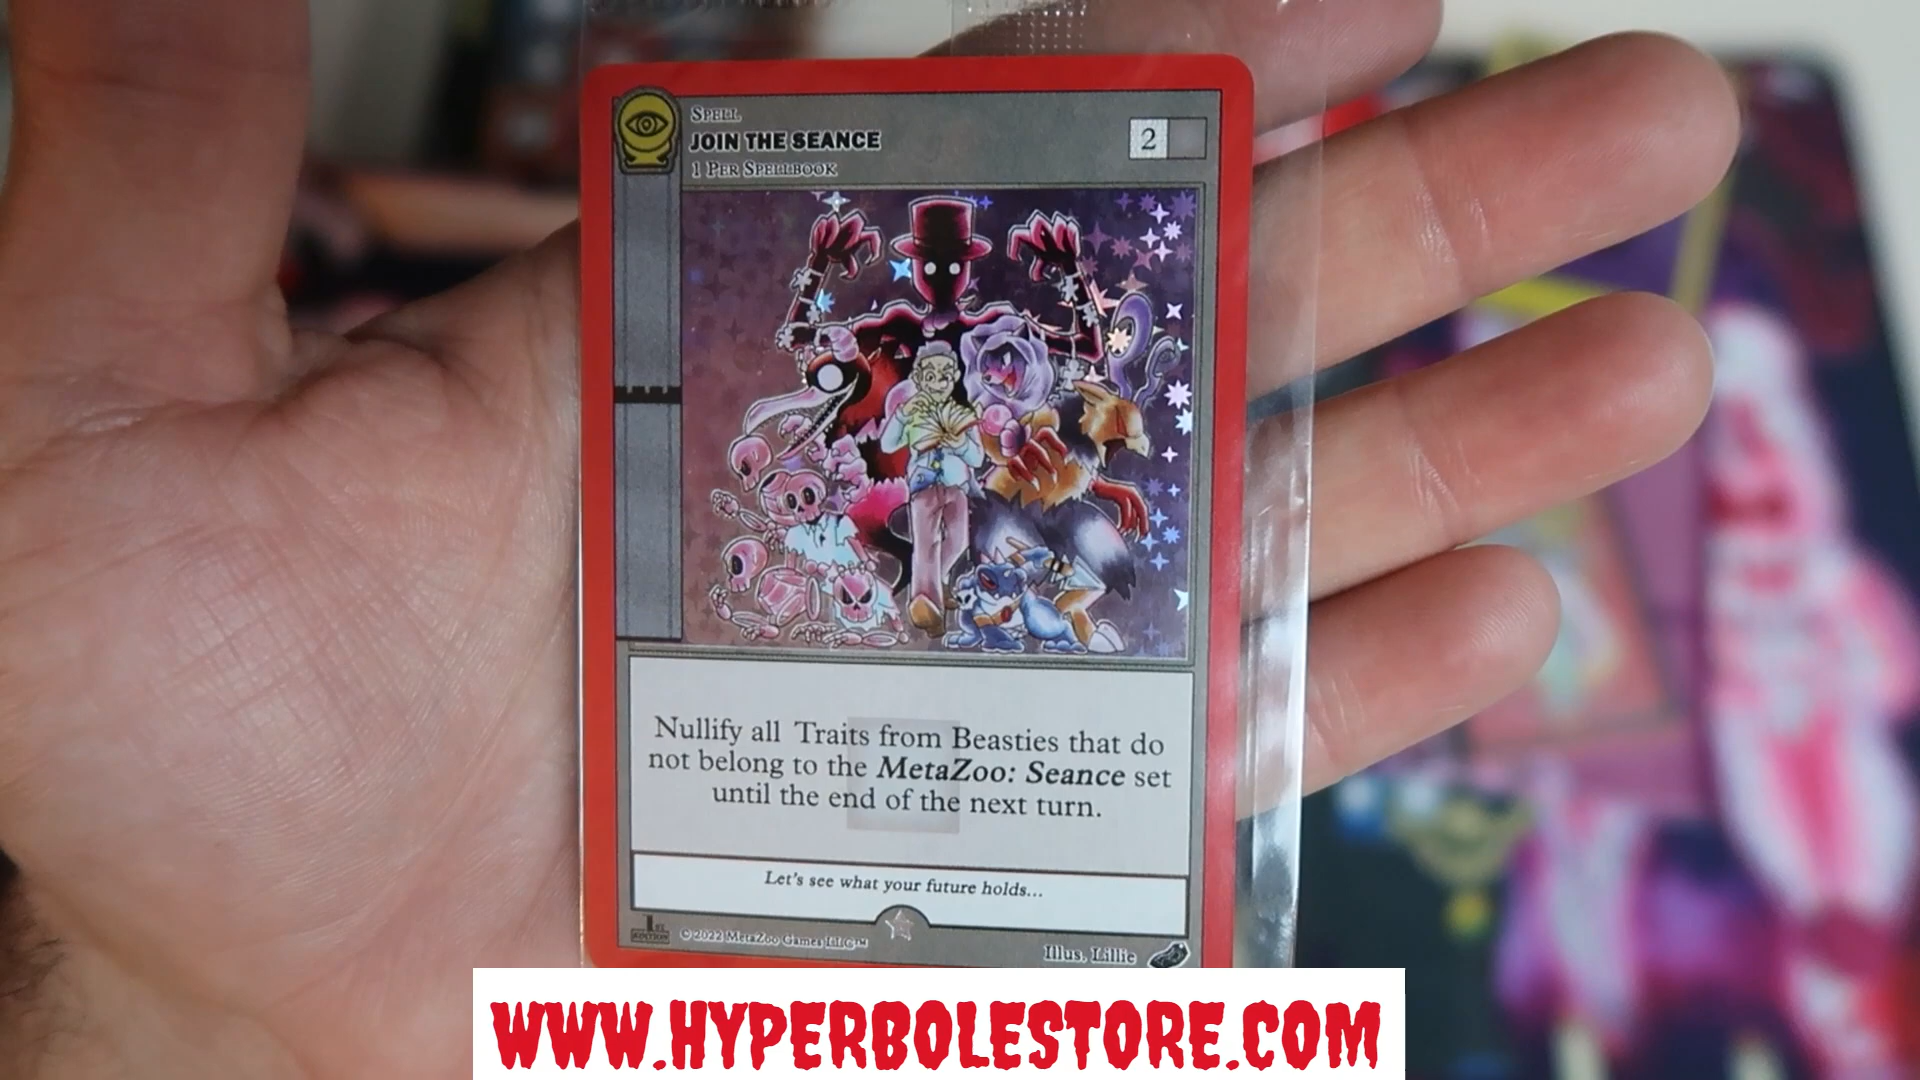 SPELL
JOIN THE SEANCE
1 PER SPELLBOOK
2
Nullify all Traits from Beasties that do
not belong to the MetaZoo: Seance set
until the end of the next turn.
Let's see what your future holds...
1st
EDITION
© 2022 MetaZoo Games LLC™
Illus. Lillie
WWW.HYPERBOLESTORE.COM